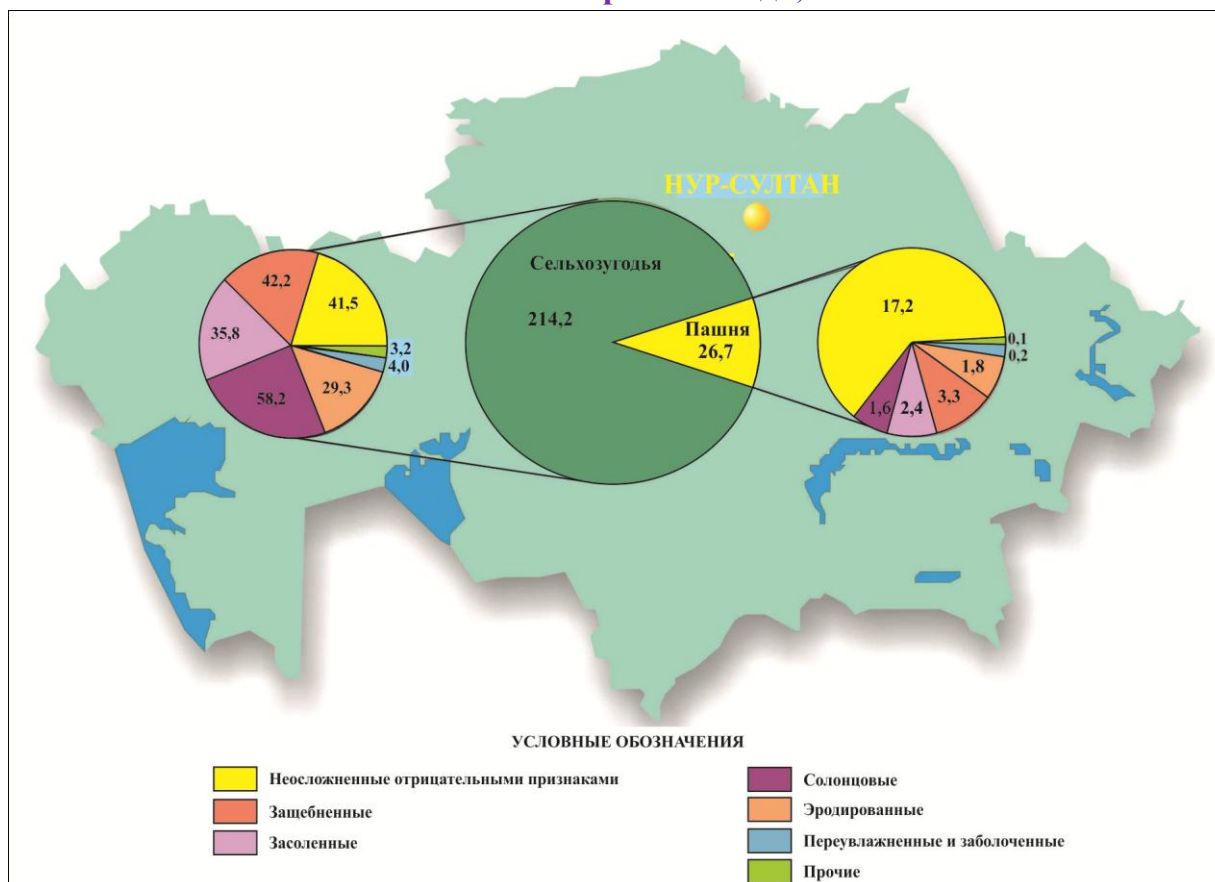 НУР-СУЛТАН
Сельхозугодья
214,2
Пашня
26,7
42,2
41,5
35,8
3,2
4,0
58,2
29,3
17,2
0,1
0,2
1,8
3,3
2,4
1,6
УСЛОВНЫЕ ОБОЗНАЧЕНИЯ
Неосложненные отрицательными признаками
Защебненные
Засоленные
Солонцовые
Эродированные
Переувлажненные и заболоченные
Прочие